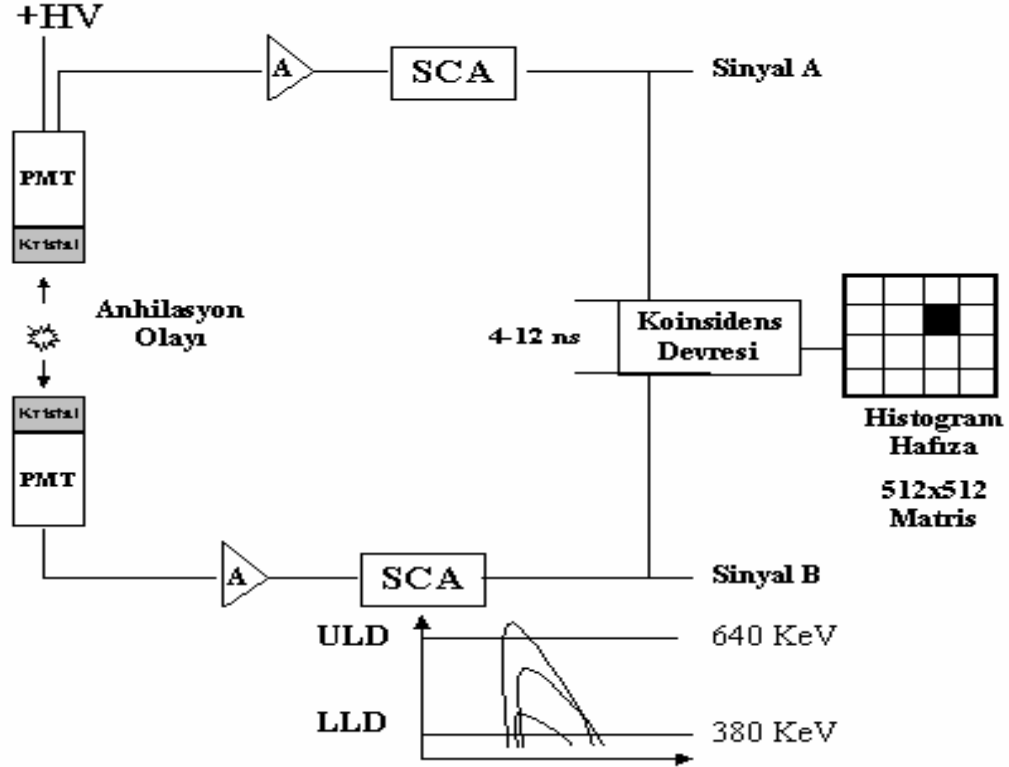 +HV
A
SCA
Sinyal A
PMT
Kristal
Anhilasyon
Olayı
4-12 ns
Koinsidens
Devresi
Histogram
Hafıza
512x512
Matris
Kristal
PMT
A
SCA
Sinyal B
ULD
640 KeV
LLD
380 KeV